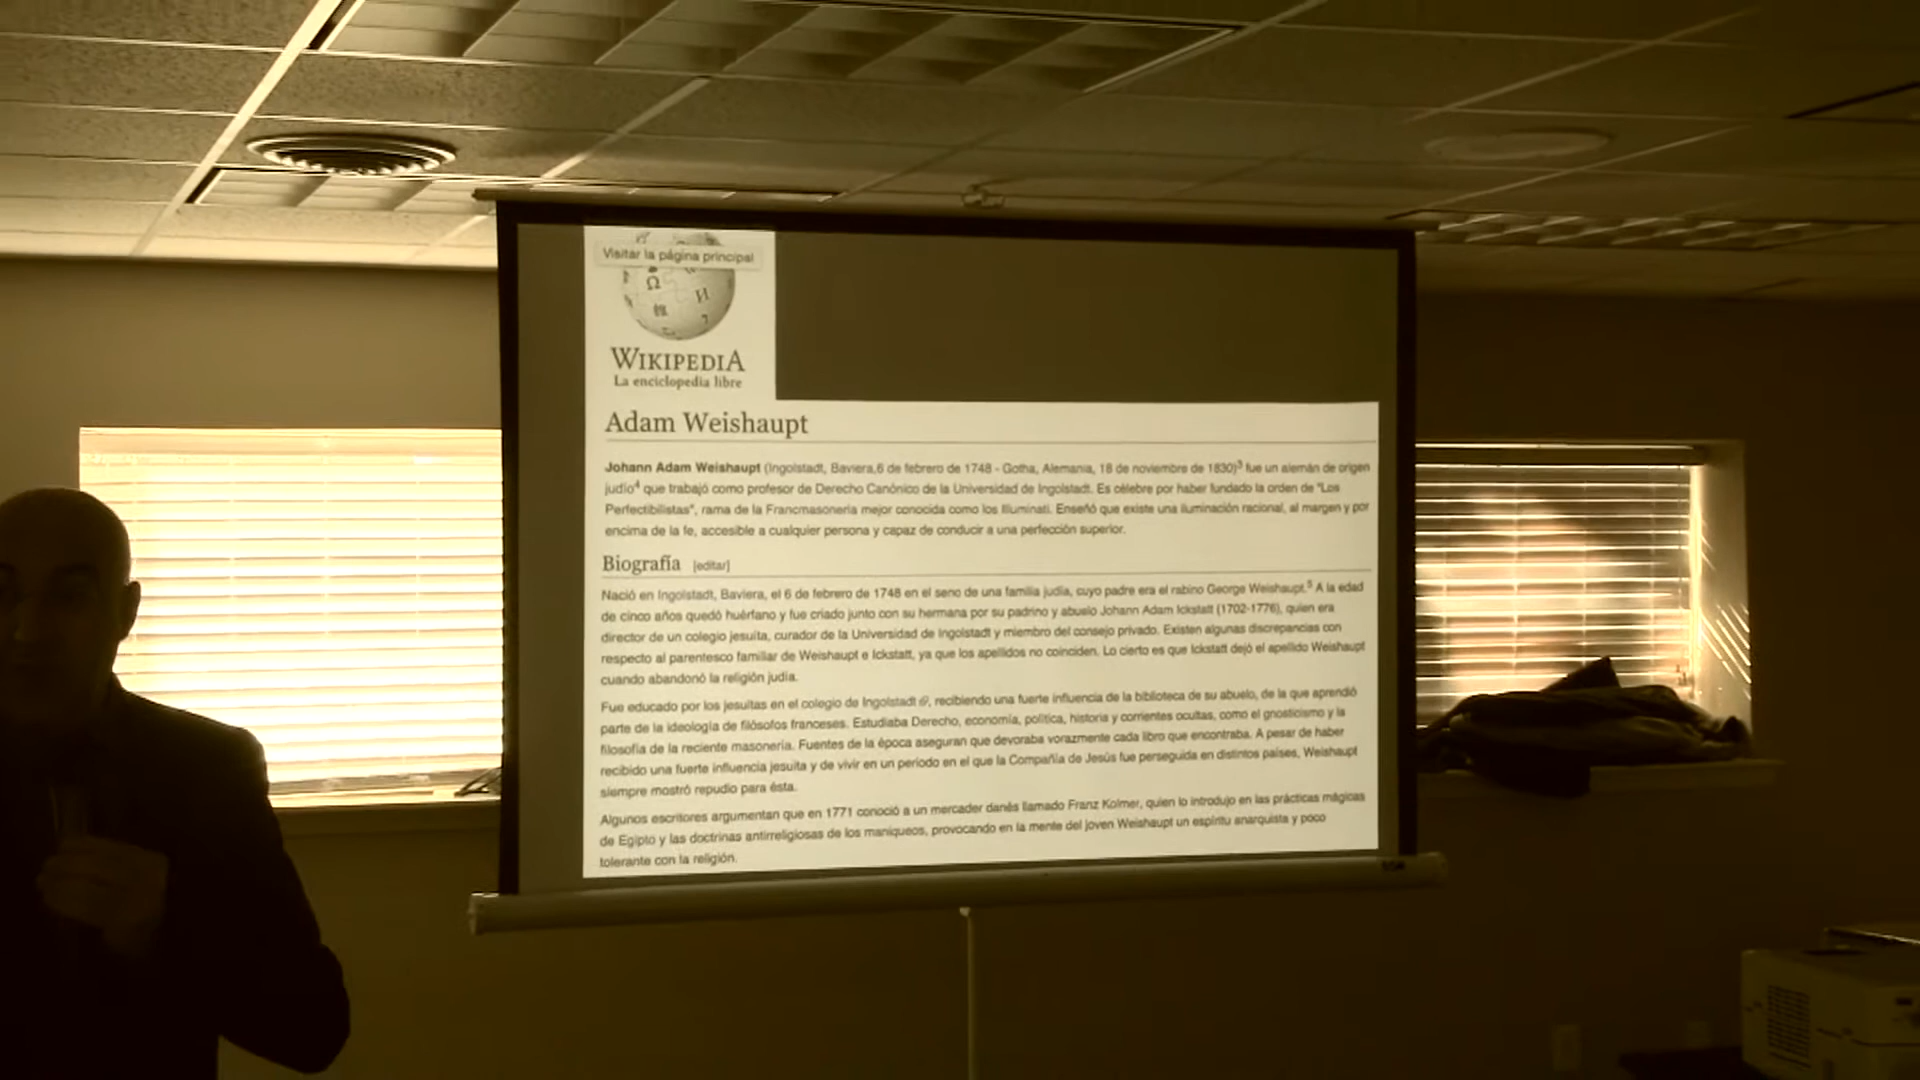 Visitar la página principal
Ω
И
WIKIPEDIA
La enciclopedia libre
Adam Weishaupt
Johann Adam Weishaupt (Ingolstadt, Baviera,6 de febrero de 1748 - Gotha, Alemania, 18 de noviembre de 1830)3 fue un alemán de origen
judío4 que trabajó como profesor de Derecho Canónico de la Universidad de Ingolstadt. Es célebre por haber fundado la orden de "Los
Perfectibilistas", rama de la Francmasonería mejor conocida como los Illuminati. Enseñó que existe una iluminación racional, al margen y por
encima de la fe, accesible a cualquier persona y capaz de conducir a una perfección superior.
Biografía [editar]
Nació en Ingolstadt, Baviera, el 6 de febrero de 1748 en el seno de una familia judía, cuyo padre era el rabino George Weishaupt.5 A la edad
de cinco años quedó huérfano y fue criado junto con su hermana por su padrino y abuelo Johann Adam Ickstatt (1702-1776), quien era
director de un colegio jesuita, curador de la Universidad de Ingolstadt y miembro del consejo privado. Existen algunas discrepancias con
respecto al parentesco familiar de Weishaupt e Ickstatt, ya que los apellidos no coinciden. Lo cierto es que Ickstatt dejó el apellido Weishaupt
cuando abandonó la religión judía.
Fue educado por los jesuitas en el colegio de Ingolstadt, recibiendo una fuerte influencia de la biblioteca de su abuelo, de la que aprendió
parte de la ideología de filósofos franceses. Estudiaba Derecho, economía, política, historia y corrientes ocultas, como el gnosticismo y la
filosofía de la reciente masonería. Fuentes de la época aseguran que devoraba vorazmente cada libro que encontraba. A pesar de haber
recibido una fuerte influencia jesuita y de vivir en un periodo en el que la Compañía de Jesús fue perseguida en distintos países, Weishaupt
siempre mostró repudio para ésta.
Algunos escritores argumentan que en 1771 conoció a un mercader danés llamado Franz Kolmer, quien lo introdujo en las prácticas mágicas
de Egipto y las doctrinas antirreligiosas de los maniqueos, provocando en la mente del joven Weishaupt un espíritu anarquista y poco
tolerante con la religión.